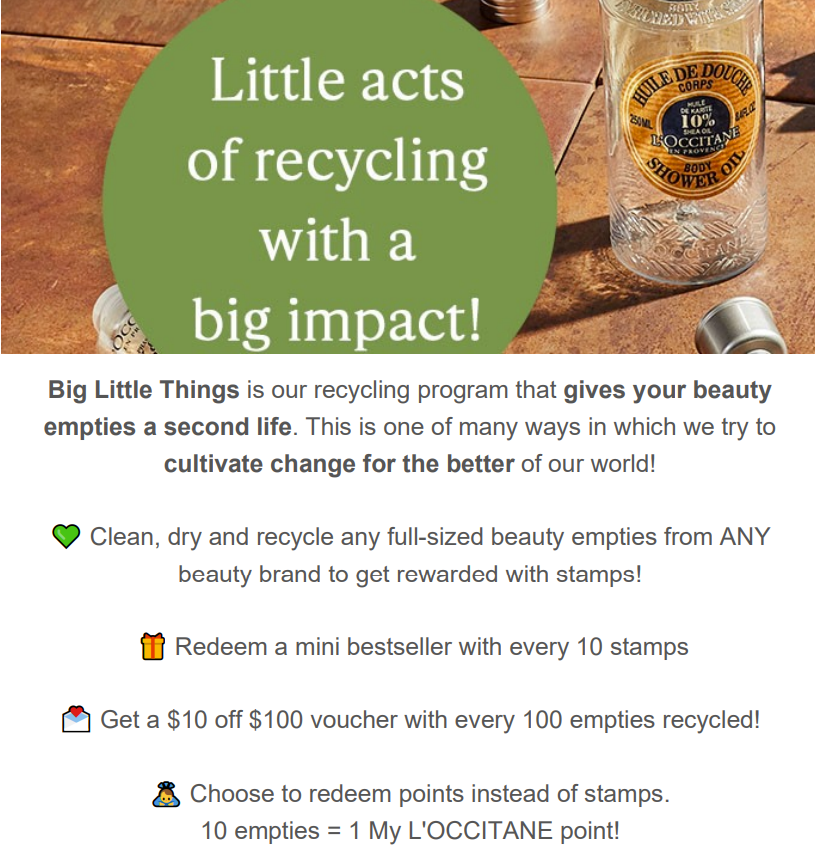 Little acts
of recycling
with a
big impact!
HUILE DE DOUCHE
CORPS
HUILE
DE KARITÉ
10%
SHEA OIL
250ML
8.4FL.OZ
L'OCCITANE
EN PROVENCE
BODY
SHOWER OIL
L'OCCITANE
Big Little Things is our recycling program that gives your beauty
empties a second life. This is one of many ways in which we try to
cultivate change for the better of our world!
💚 Clean, dry and recycle any full-sized beauty empties from ANY
beauty brand to get rewarded with stamps!
🎁 Redeem a mini bestseller with every 10 stamps
💌 Get a $10 off $100 voucher with every 100 empties recycled!
🙇 Choose to redeem points instead of stamps.
10 empties = 1 My L'OCCITANE point!